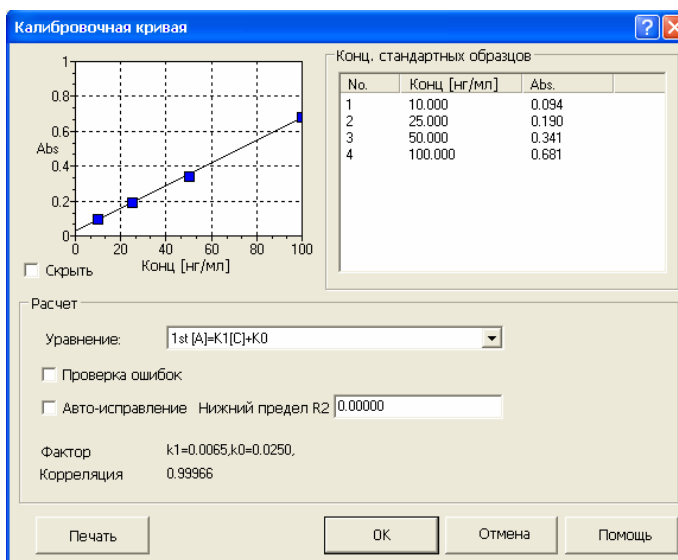 Калибровочная кривая
1
0.8
0.6
Abs
0.4
0.2
0
0 20 40 60 80 100
Конц [нг/мл]
Скрыть
Конц. стандартных образцов
No. Конц [нг/мл] Abs.
1 10.000 0.094
2 25.000 0.190
3 50.000 0.341
4 100.000 0.681
Расчет
Уравнение: 1st [A]=K1[C]+K0
Проверка ошибок
Авто-исправление Нижний предел R2 0.00000
Фактор k1=0.0065,k0=0.0250,
Корреляция 0.99966
Печать OK Отмена Помощь